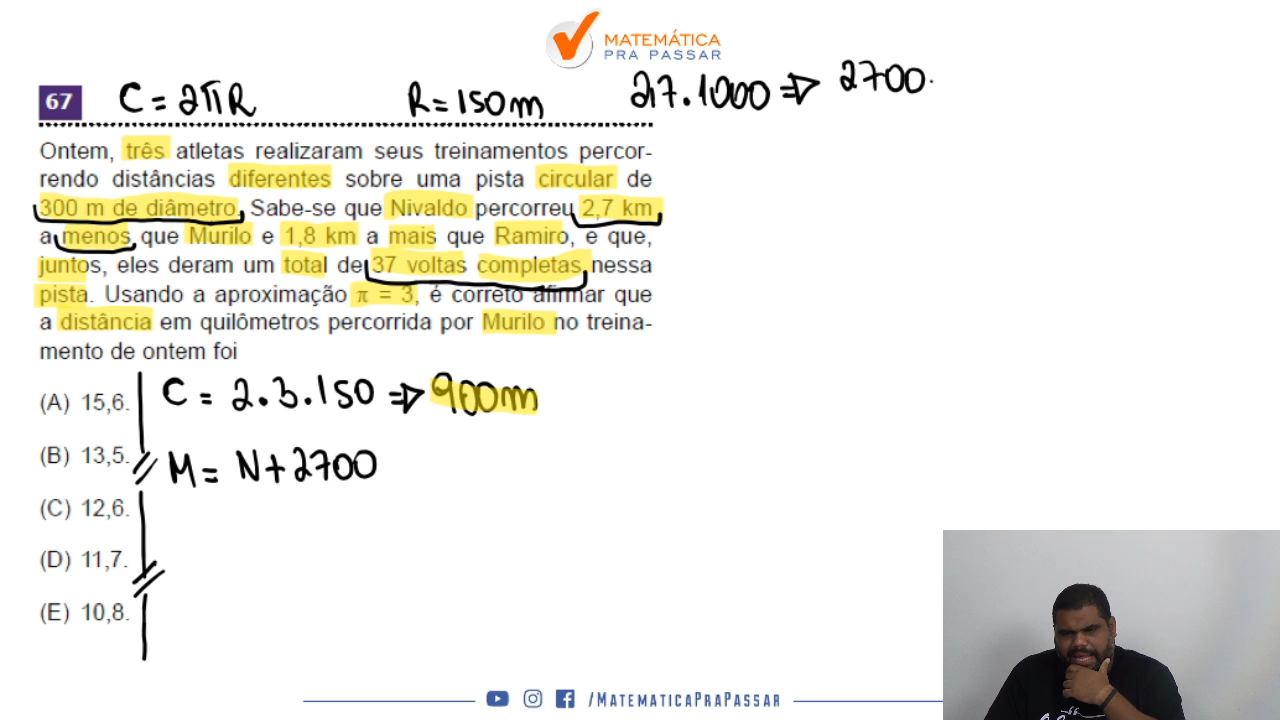 MATEMÁTICA
PRA PASSAR
67
C = 2πR
R = 150m
2,7.1000 ⇒ 2700.
Ontem, três atletas realizaram seus treinamentos percor-
rendo distâncias diferentes sobre uma pista circular de
300 m de diâmetro. Sabe-se que Nivaldo percorreu 2,7 km
a menos que Murilo e 1,8 km a mais que Ramiro, e que,
juntos, eles deram um total de 37 voltas completas nessa
pista. Usando a aproximação π = 3, é correto afirmar que
a distância em quilômetros percorrida por Murilo no treina-
mento de ontem foi
(A) 15,6.
C = 2.3.150 ⇒ 900m
(B) 13,5.
M = N+2700
(C) 12,6.
(D) 11,7.
(E) 10,8.
/MATEMATICAPRAPASSAR